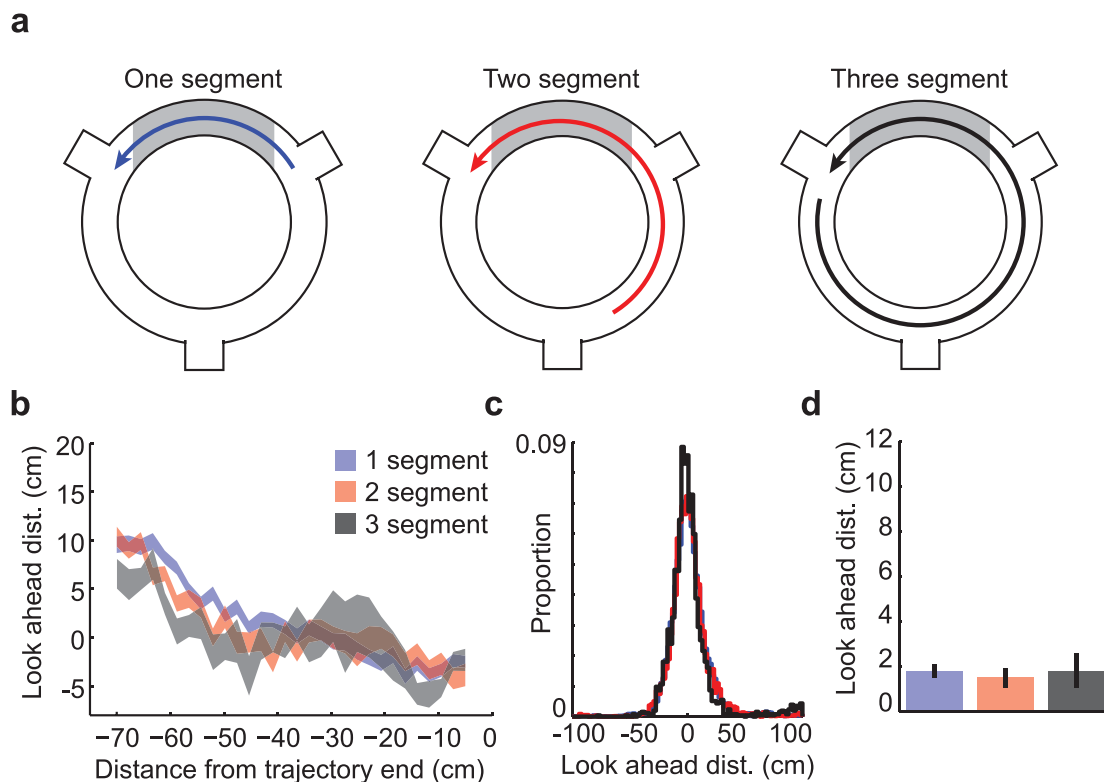 a
One segment
Two segment
Three segment
b
20
15
10
5
0
−5
Look ahead dist. (cm)
1 segment
2 segment
3 segment
−70 −60 −50 −40 −30 −20 −10 0
Distance from trajectory end (cm)
c
0.09
0
Proportion
-100 -50 0 50 100
Look ahead dist. (cm)
d
12
10
8
6
4
2
0
Look ahead dist. (cm)